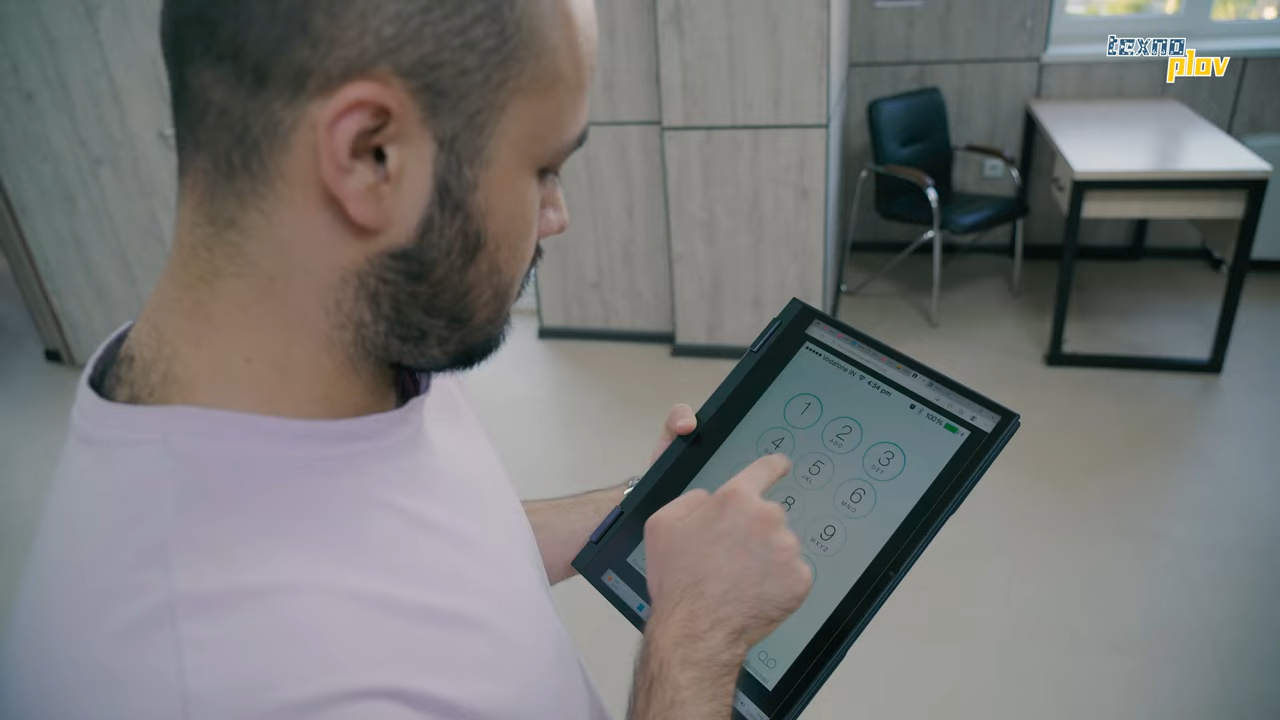 texno
plov
Vodafone IN 4:54 pm 100%
1
2
ABC
3
DEF
4
5
JKL
6
MNO
8
9
WXYZ